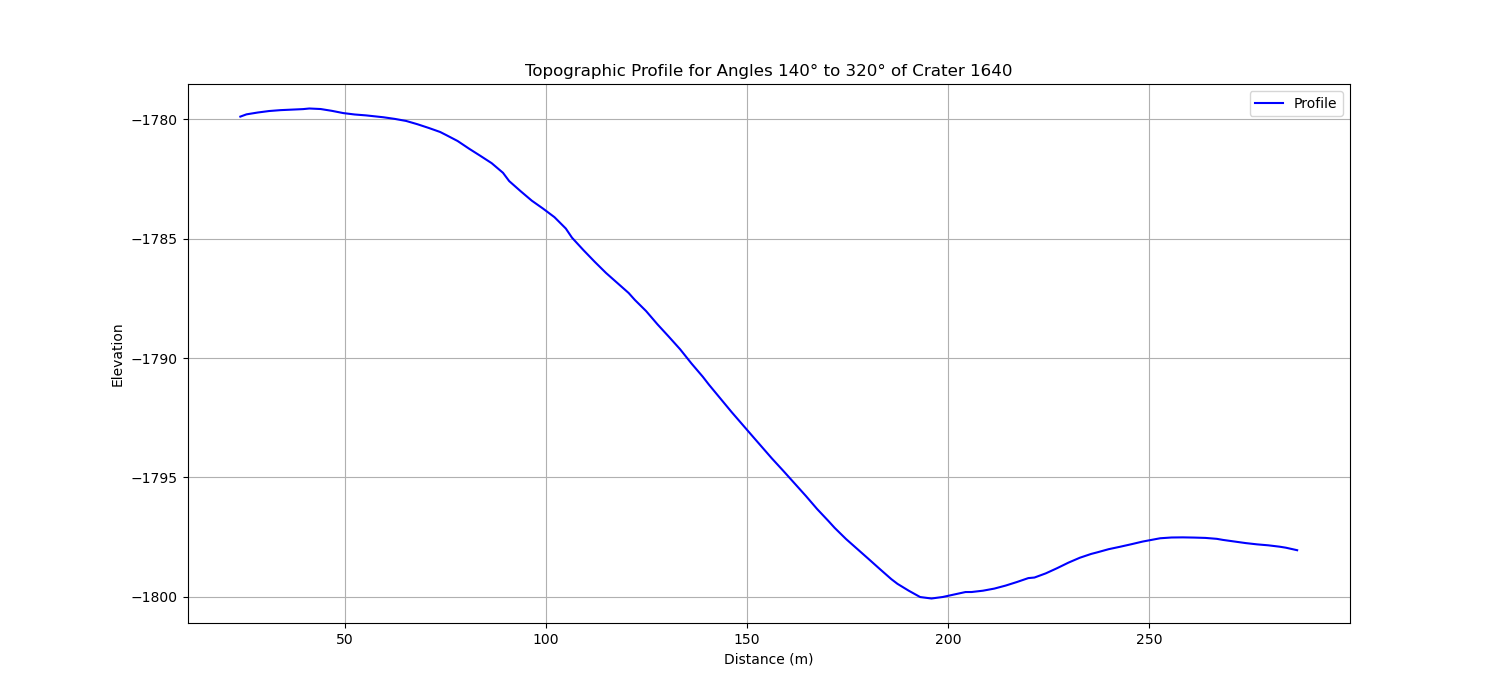 Topographic Profile for Angles 140° to 320° of Crater 1640
Profile
−1780
−1785
−1790
−1795
−1800
Elevation
50
100
150
200
250
Distance (m)